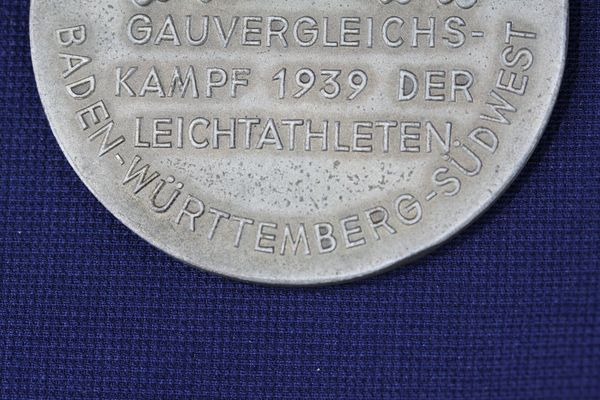 GAUVERGLEICHS-
KAMPF 1939 DER
LEICHTATHLETEN
BADEN-WÜRTTEMBERG-SÜDWEST